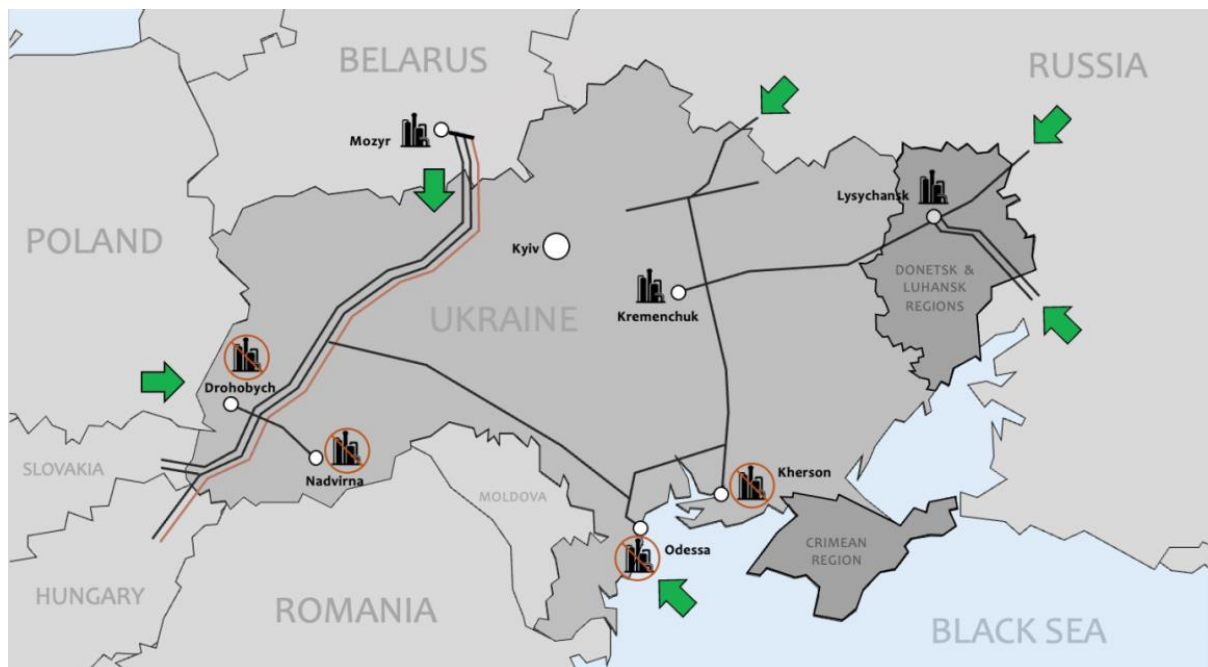 BELARUS
RUSSIA
Mozyr
Lysychansk
POLAND
Kyiv
DONETSK &
LUHANSK
REGIONS
UKRAINE
Kremenchuk
Drohobych
SLOVAKIA
Nadvirna
Kherson
MOLDOVA
Odessa
CRIMEAN
REGION
HUNGARY
ROMANIA
BLACK SEA